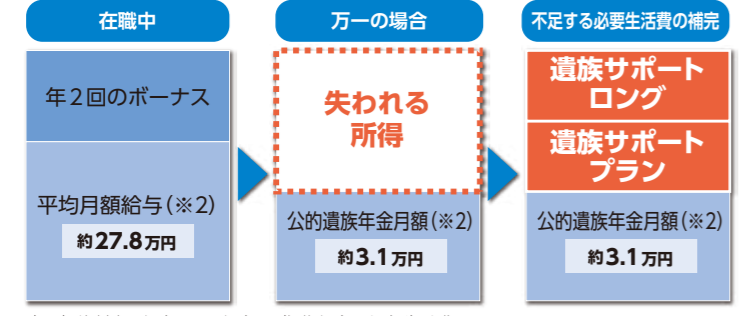 在職中
年2回のボーナス
平均月額給与(※2)
約27.8万円
万一の場合
失われる
所得
公的遺族年金月額(※2)
約3.1万円
不足する必要生活費の補完
遺族サポート
ロング
遺族サポート
プラン
公的遺族年金月額(※2)
約3.1万円